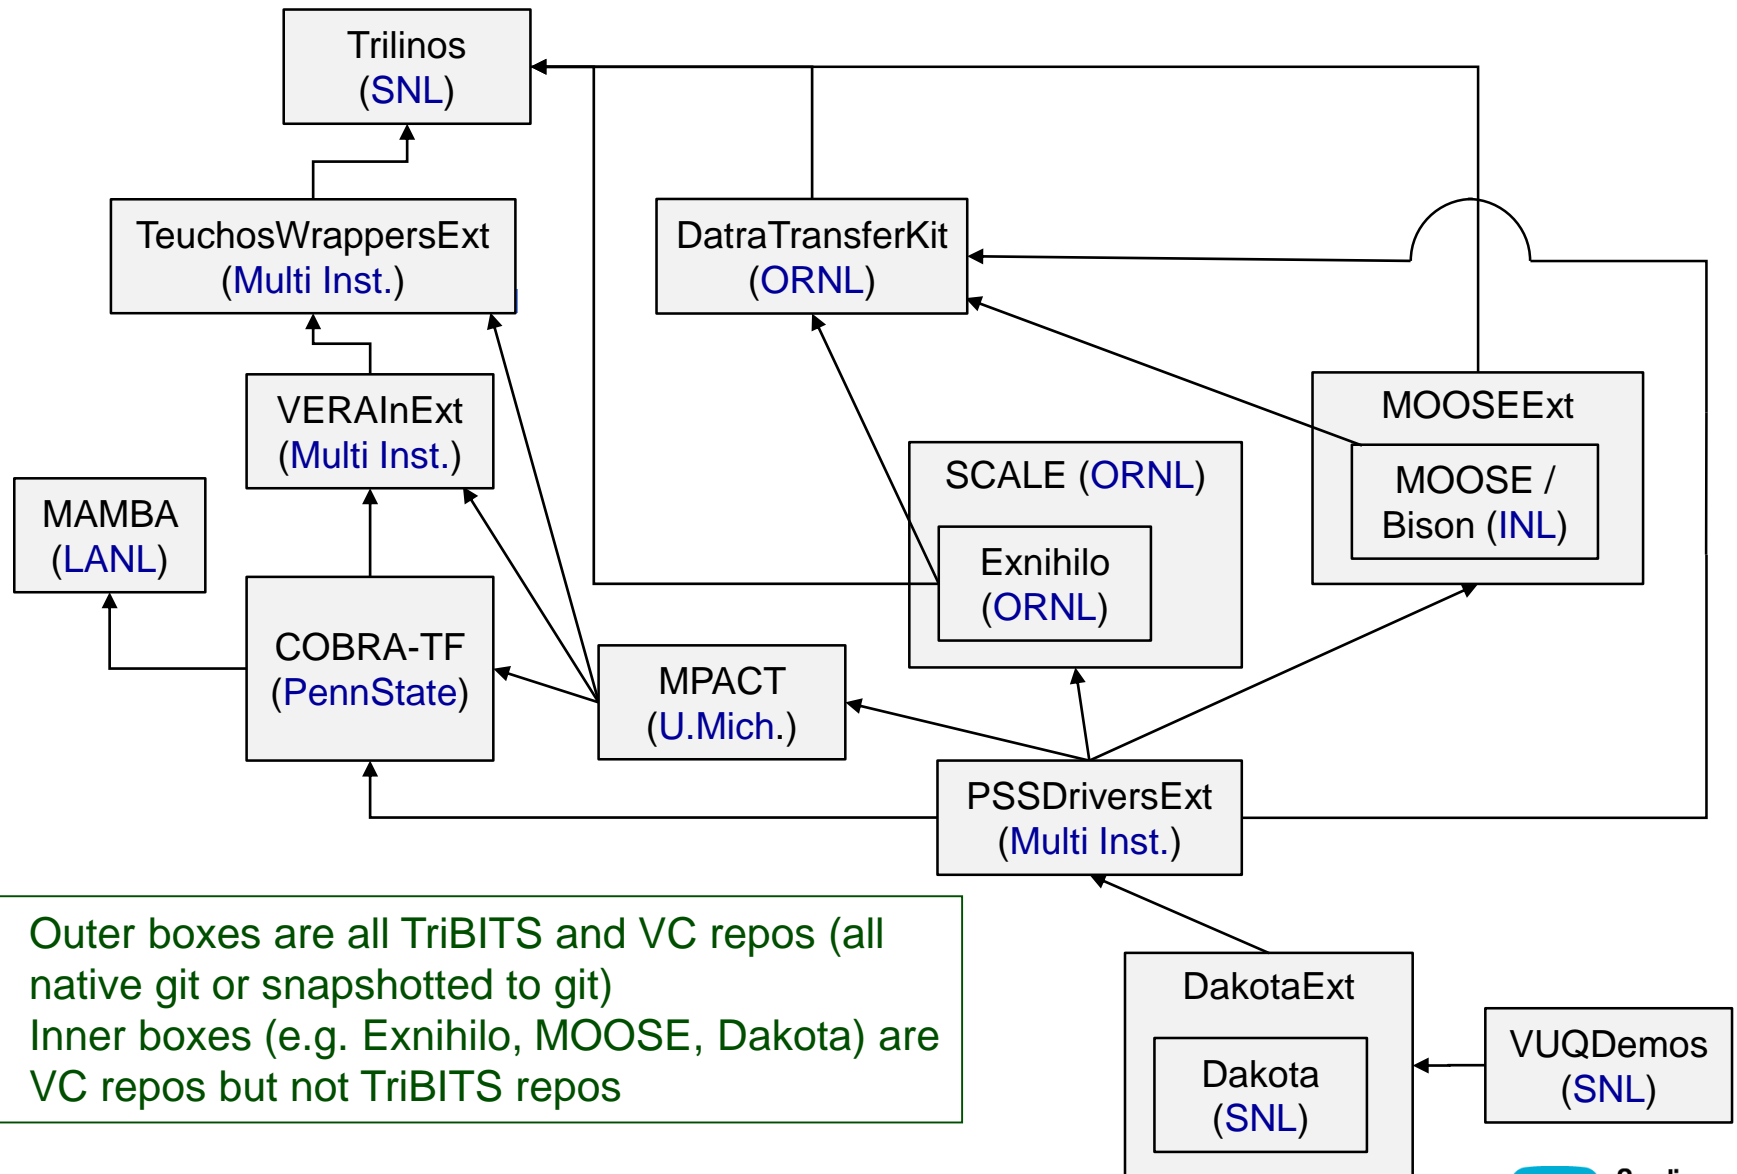 Trilinos
(SNL)
TeuchosWrappersExt
(Multi Inst.)
DatraTransferKit
(ORNL)
VERAInExt
(Multi Inst.)
MOOSEExt
MOOSE /
Bison (INL)
SCALE (ORNL)
Exnihilo
(ORNL)
MAMBA
(LANL)
COBRA-TF
(PennState)
MPACT
(U.Mich.)
PSSDriversExt
(Multi Inst.)
Outer boxes are all TriBITS and VC repos (all
native git or snapshotted to git)
Inner boxes (e.g. Exnihilo, MOOSE, Dakota) are
VC repos but not TriBITS repos
DakotaExt
Dakota
(SNL)
VUQDemos
(SNL)